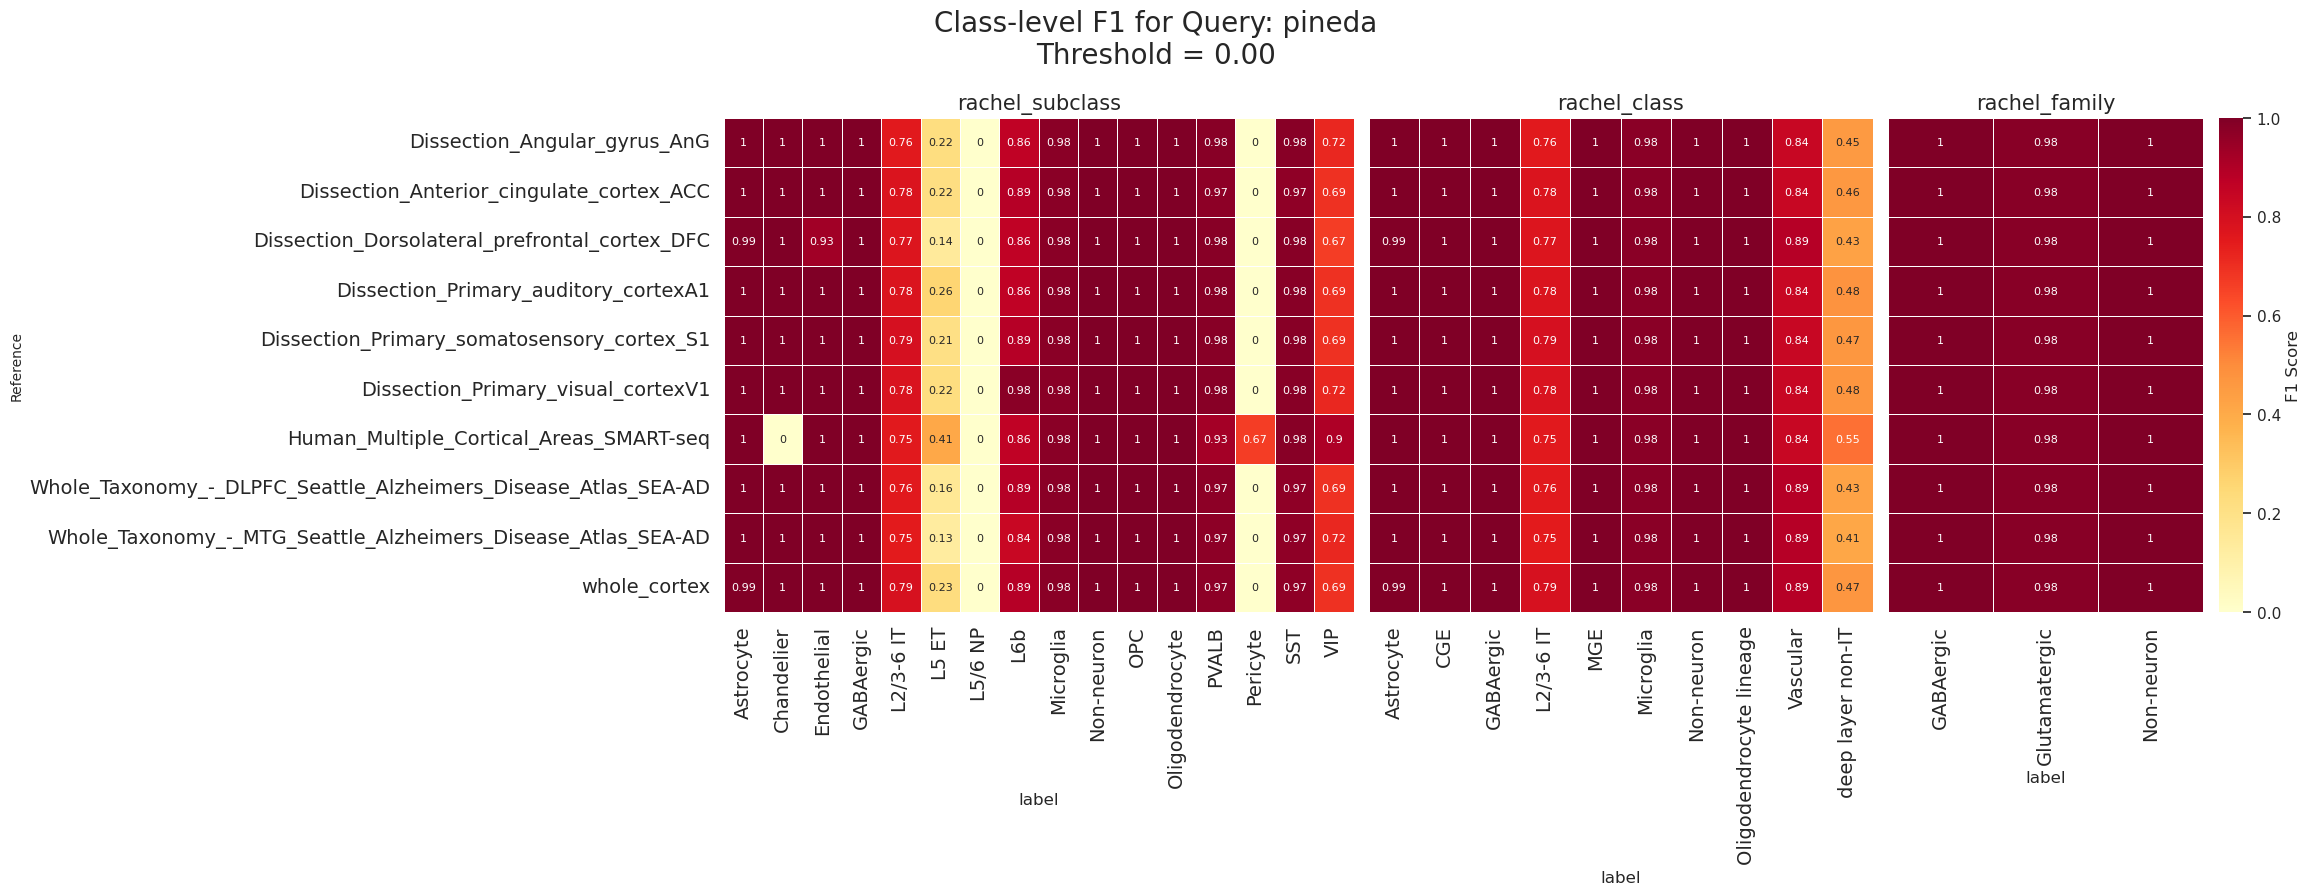 Class-level F1 for Query: pineda
Threshold = 0.00
rachel_subclass
rachel_class
rachel_family
Reference
Dissection_Angular_gyrus_AnG
1 1 1 1 0.76 0.22 0 0.86 0.98 1 1 1 0.98 0 0.98 0.72
1 1 1 0.76 1 0.98 1 1 0.84 0.45
1 0.98 1
Dissection_Anterior_cingulate_cortex_ACC
1 1 1 1 0.78 0.22 0 0.89 0.98 1 1 1 0.97 0 0.97 0.69
1 1 1 0.78 1 0.98 1 1 0.84 0.46
1 0.98 1
Dissection_Dorsolateral_prefrontal_cortex_DFC
0.99 1 0.93 1 0.77 0.14 0 0.86 0.98 1 1 1 0.98 0 0.98 0.67
0.99 1 1 0.77 1 0.98 1 1 0.89 0.43
1 0.98 1
Dissection_Primary_auditory_cortexA1
1 1 1 1 0.78 0.26 0 0.86 0.98 1 1 1 0.98 0 0.98 0.69
1 1 1 0.78 1 0.98 1 1 0.84 0.48
1 0.98 1
Dissection_Primary_somatosensory_cortex_S1
1 1 1 1 0.79 0.21 0 0.89 0.98 1 1 1 0.98 0 0.98 0.69
1 1 1 0.79 1 0.98 1 1 0.84 0.47
1 0.98 1
Dissection_Primary_visual_cortexV1
1 1 1 1 0.78 0.22 0 0.98 0.98 1 1 1 0.98 0 0.98 0.72
1 1 1 0.78 1 0.98 1 1 0.84 0.48
1 0.98 1
Human_Multiple_Cortical_Areas_SMART-seq
1 0 1 1 0.75 0.41 0 0.86 0.98 1 1 1 0.93 0.67 0.98 0.9
1 1 1 0.75 1 0.98 1 1 0.84 0.55
1 0.98 1
Whole_Taxonomy_-_DLPFC_Seattle_Alzheimers_Disease_Atlas_SEA-AD
1 1 1 1 0.76 0.16 0 0.89 0.98 1 1 1 0.97 0 0.97 0.69
1 1 1 0.76 1 0.98 1 1 0.89 0.43
1 0.98 1
Whole_Taxonomy_-_MTG_Seattle_Alzheimers_Disease_Atlas_SEA-AD
1 1 1 1 0.75 0.13 0 0.84 0.98 1 1 1 0.97 0 0.97 0.72
1 1 1 0.75 1 0.98 1 1 0.89 0.41
1 0.98 1
whole_cortex
0.99 1 1 1 0.79 0.23 0 0.89 0.98 1 1 1 0.97 0 0.97 0.69
0.99 1 1 0.79 1 0.98 1 1 0.89 0.47
1 0.98 1
Astrocyte
Chandelier
Endothelial
GABAergic
L2/3-6 IT
L5 ET
L5/6 NP
L6b
Microglia
Non-neuron
OPC
Oligodendrocyte
PVALB
Pericyte
SST
VIP
label
Astrocyte
CGE
GABAergic
L2/3-6 IT
MGE
Microglia
Non-neuron
Oligodendrocyte lineage
Vascular
deep layer non-IT
label
GABAergic
Glutamatergic
Non-neuron
label
1.0
0.8
0.6
0.4
0.2
0.0
F1 Score